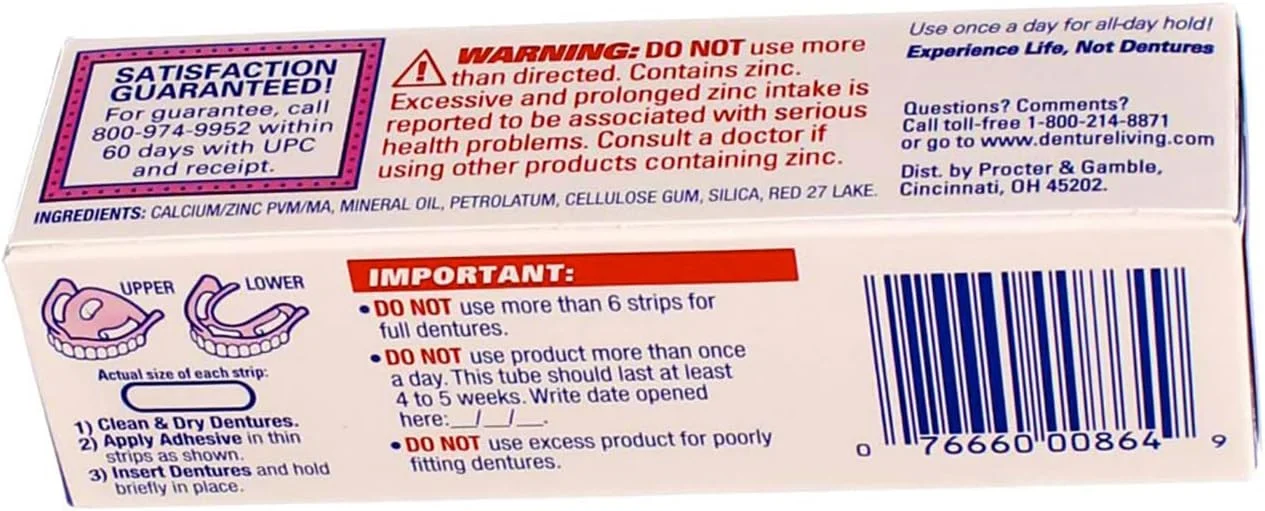 SATISFACTION
GUARANTEED!
For guarantee, call
800-974-9952 within
60 days with UPC
and receipt.
WARNING: DO NOT use more
than directed. Contains zinc.
Excessive and prolonged zinc intake is
reported to be associated with serious
health problems. Consult a doctor if
using other products containing zinc.
Use once a day for all-day hold!
Experience Life, Not Dentures
Questions? Comments?
Call toll-free 1-800-214-8871
or go to www.dentureliving.com
Dist. by Procter & Gamble,
Cincinnati, OH 45202.
INGREDIENTS: CALCIUM/ZINC PVM/MA, MINERAL OIL, PETROLATUM, CELLULOSE GUM, SILICA, RED 27 LAKE.
UPPER
LOWER
Actual size of each strip:
1) Clean & Dry Dentures.
2) Apply Adhesive in thin
strips as shown.
3) Insert Dentures and hold
briefly in place.
IMPORTANT:
• DO NOT use more than 6 strips for
full dentures.
• DO NOT use product more than once
a day. This tube should last at least
4 to 5 weeks. Write date opened
here:__/__/__.
• DO NOT use excess product for poorly
fitting dentures.
0 76660 00864 9